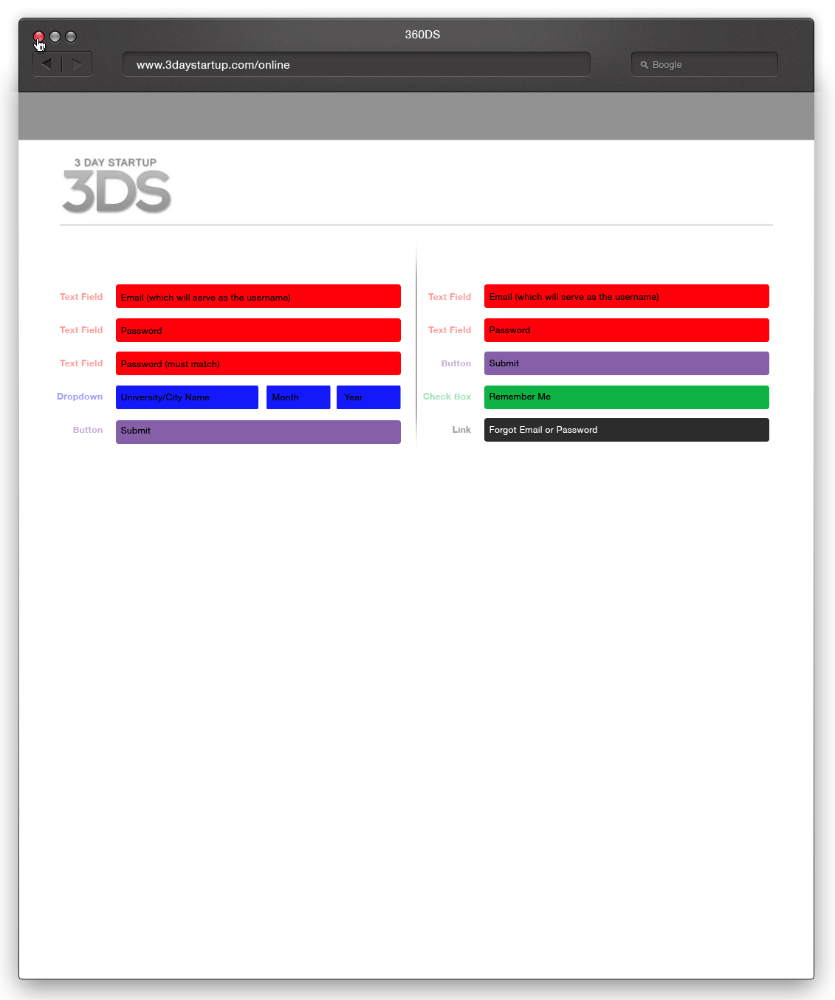 360DS
www.3daystartup.com/online
Boogle
3 DAY STARTUP
3DS
Text Field Email (which will serve as the username)
Text Field Password
Text Field Password (must match)
Dropdown University/City Name Month Year
Button Submit
Text Field Email (which will serve as the username)
Text Field Password
Button Submit
Check Box Remember Me
Link Forgot Email or Password